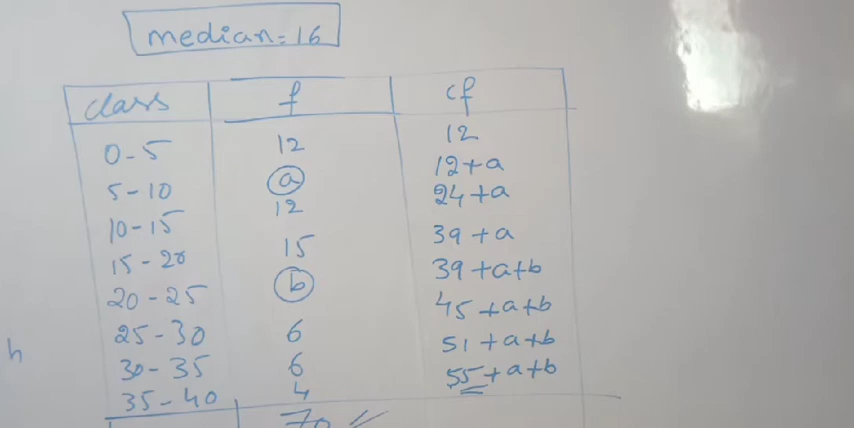 median = 16
class f cf
0-5 12 12
5-10 a 12+a
10-15 12 24+a
15-20 15 39+a
20-25 b 39+a+b
25-30 6 45+a+b
30-35 6 51+a+b
35-40 4 55+a+b
70
h